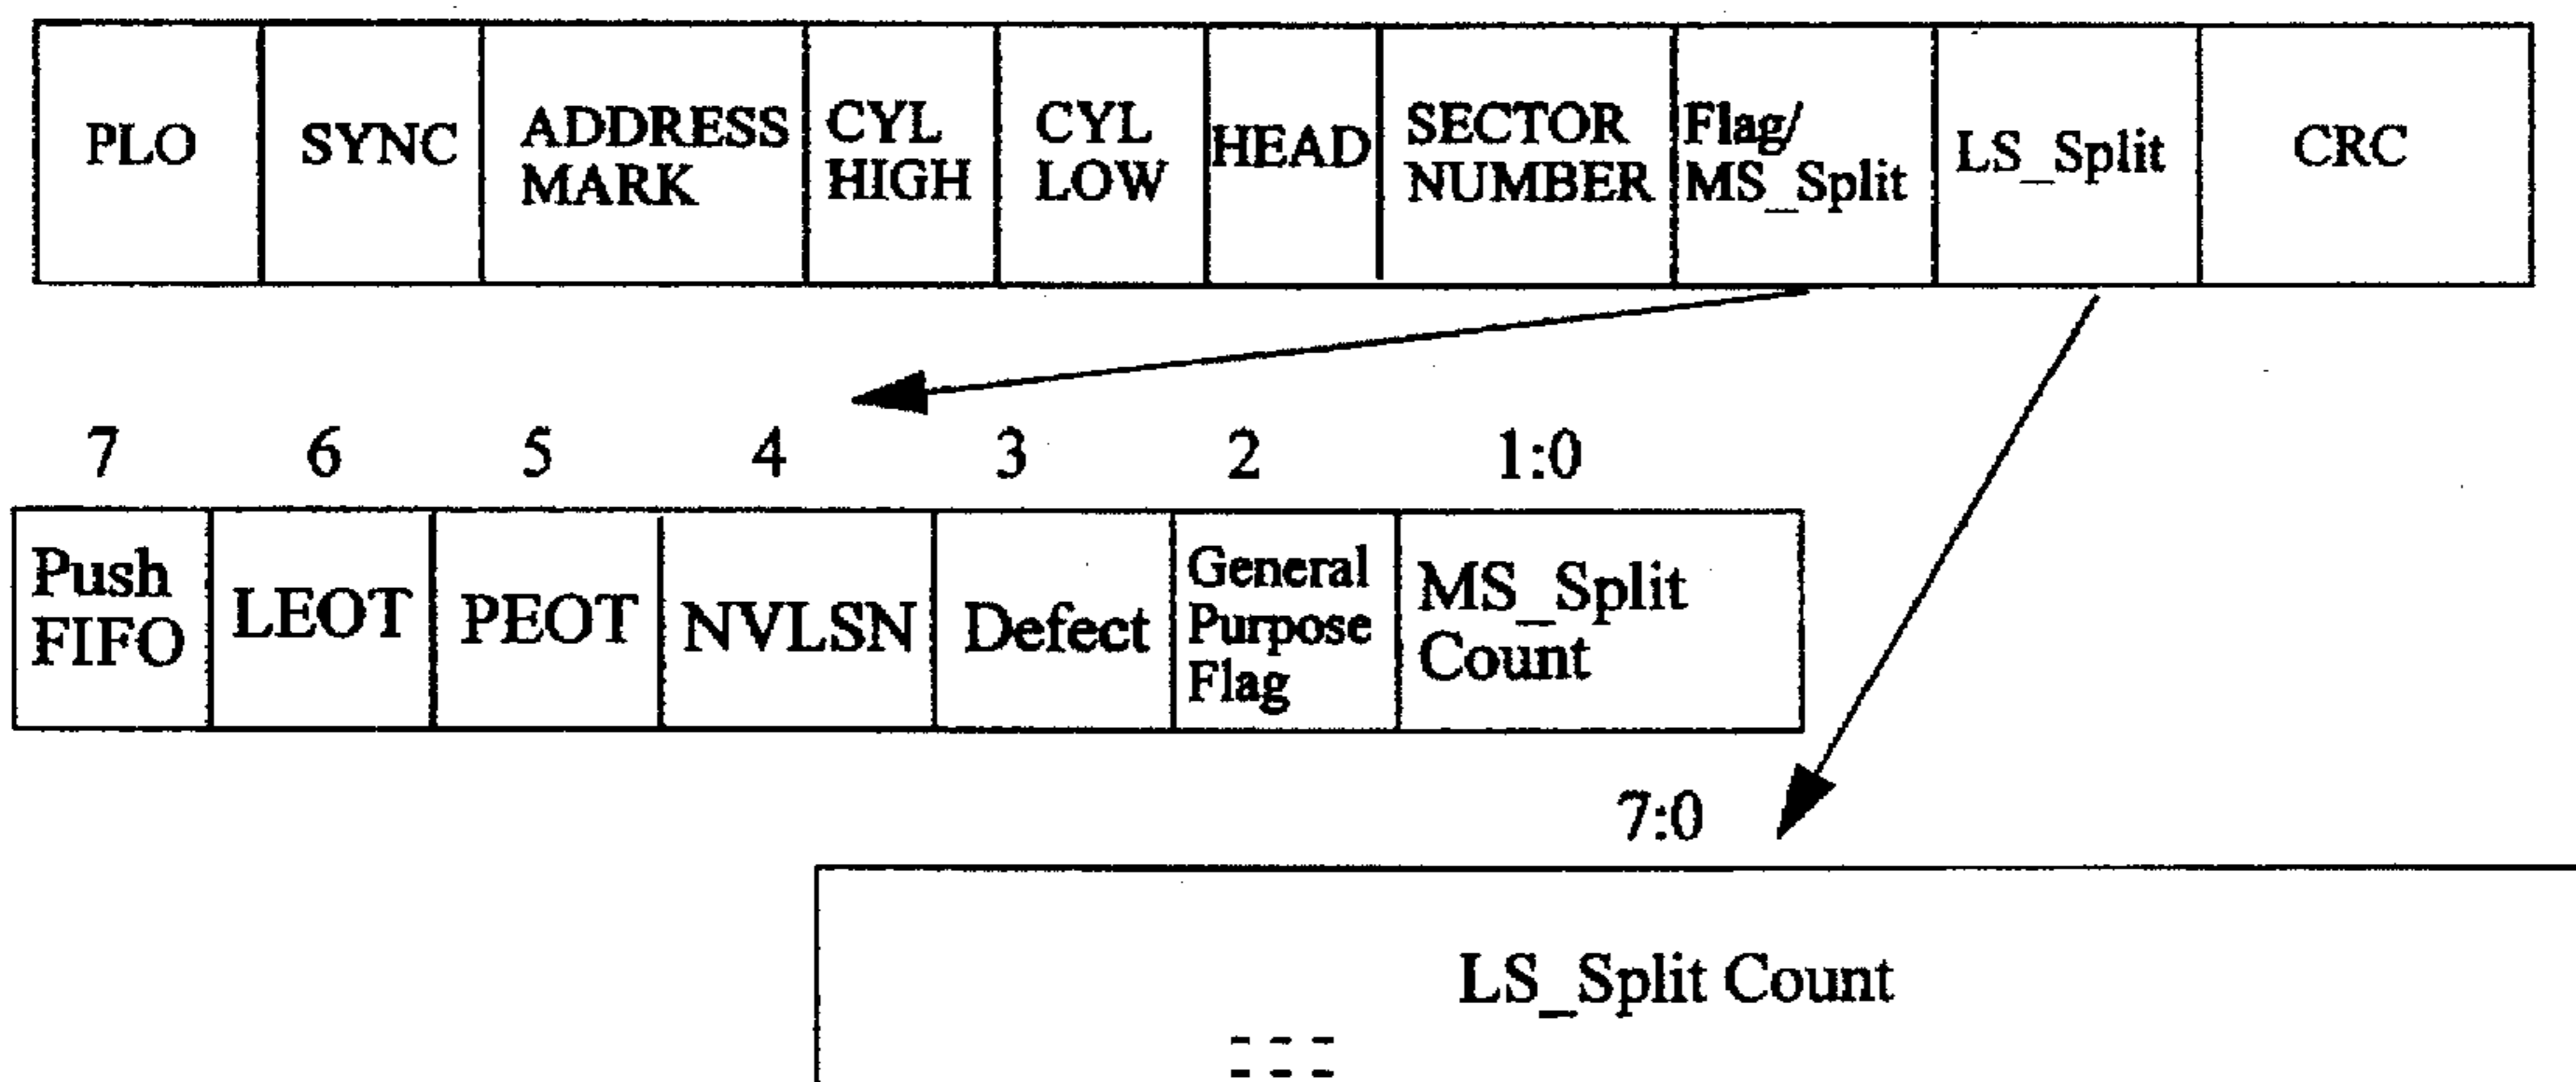 PLO
SYNC
ADDRESS
MARK
CYL
HIGH
CYL
LOW
HEAD
SECTOR
NUMBER
Flag/
MS_Split
LS_Split
CRC
7
6
5
4
3
2
1:0
Push
FIFO
LEOT
PEOT
NVLSN
Defect
General
Purpose
Flag
MS_Split
Count
7:0
LS_Split Count